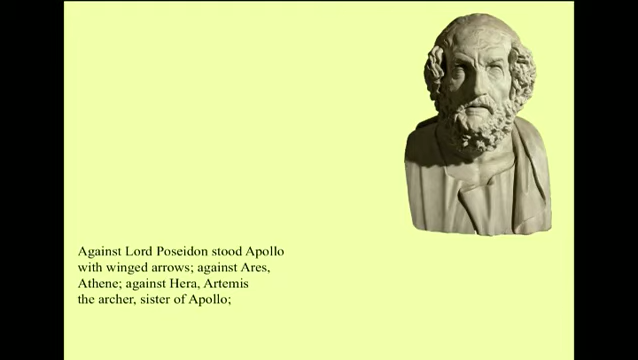 Against Lord Poseidon stood Apollo
with winged arrows; against Ares,
Athene; against Hera, Artemis
the archer, sister of Apollo;